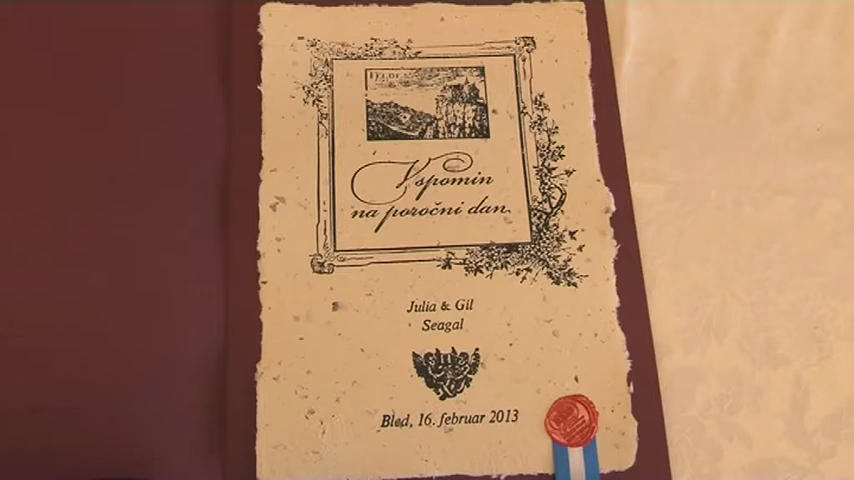 Vspomin
na poročni dan
Julia & Gil
Seagal
Bled, 16. februar 2013